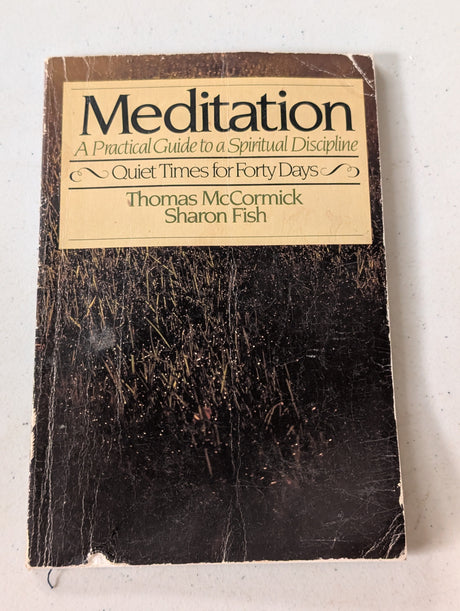 Meditation
A Practical Guide to a Spiritual Discipline
Quiet Times for Forty Days
Thomas McCormick
Sharon Fish